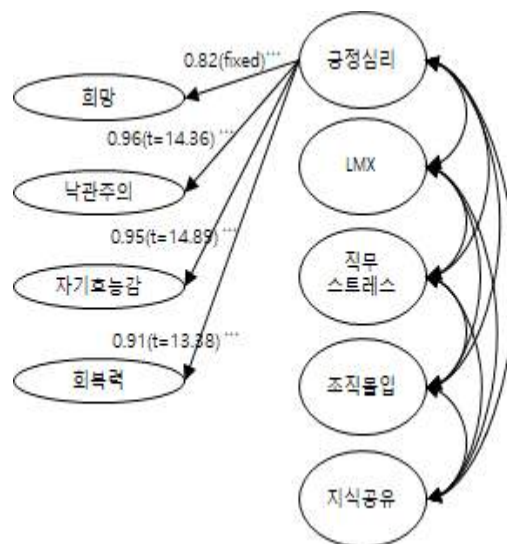 긍정심리
0.82(fixed)***
희망
0.96(t=14.36)***
LMX
낙관주의
0.95(t=14.89)***
직무
스트레스
자기효능감
0.91(t=13.38)***
회복력
조직몰입
지식공유